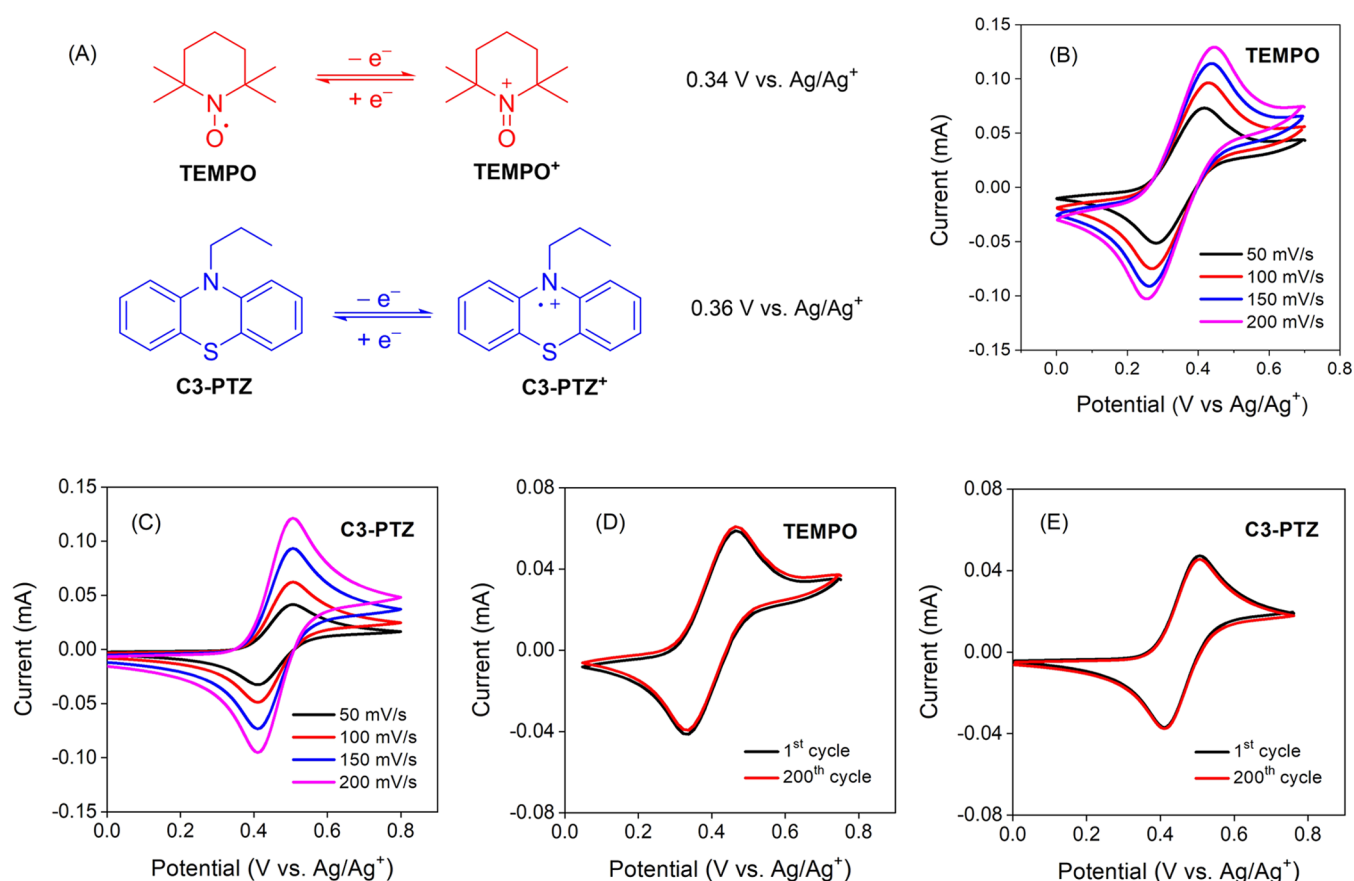 (A)
N
O
•
TEMPO
– e⁻
+ e⁻
N
+
O
TEMPO⁺
0.34 V vs. Ag/Ag⁺
N
S
C3-PTZ
– e⁻
+ e⁻
N
•+
S
C3-PTZ⁺
0.36 V vs. Ag/Ag⁺
(B)
TEMPO
0.15
0.10
0.05
0.00
-0.05
-0.10
-0.15
Current (mA)
50 mV/s
100 mV/s
150 mV/s
200 mV/s
0.0 0.2 0.4 0.6 0.8
Potential (V vs Ag/Ag⁺)
(C)
C3-PTZ
0.15
0.10
0.05
0.00
-0.05
-0.10
-0.15
Current (mA)
50 mV/s
100 mV/s
150 mV/s
200 mV/s
0.0 0.2 0.4 0.6 0.8
Potential (V vs. Ag/Ag⁺)
(D)
TEMPO
0.08
0.04
0.00
-0.04
-0.08
Current (mA)
1ˢᵗ cycle
200ᵗʰ cycle
0.0 0.2 0.4 0.6 0.8
Potential (V vs. Ag/Ag⁺)
(E)
C3-PTZ
0.08
0.04
0.00
-0.04
-0.08
Current (mA)
1ˢᵗ cycle
200ᵗʰ cycle
0.0 0.2 0.4 0.6 0.8
Potential (V vs. Ag/Ag⁺)